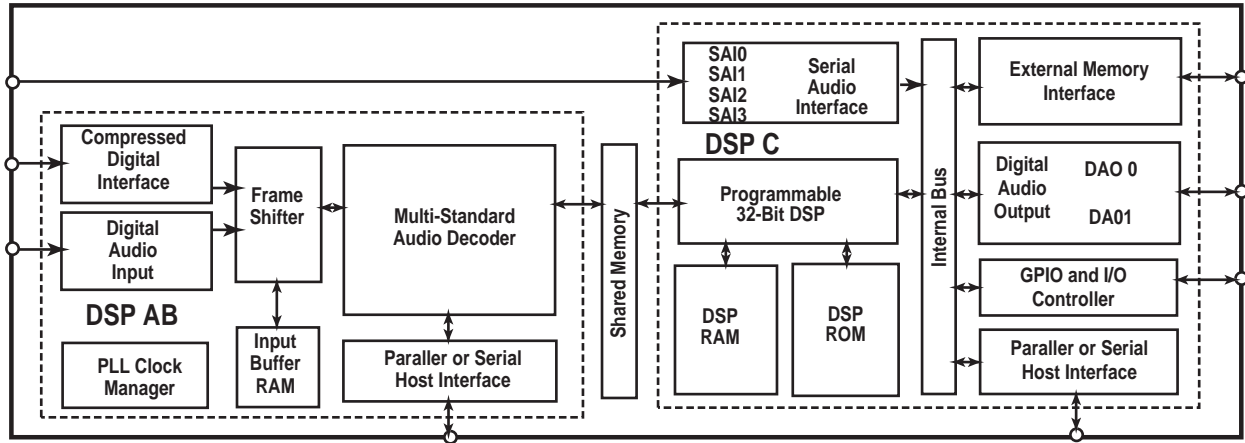 Compressed
Digital
Interface
Digital
Audio
Input
DSP AB
PLL Clock
Manager
Frame
Shifter
Input
Buffer
RAM
Multi-Standard
Audio Decoder
Paraller or Serial
Host Interface
Shared Memory
SAI0
SAI1
SAI2
SAI3
Serial
Audio
Interface
DSP C
Programmable
32-Bit DSP
DSP
RAM
DSP
ROM
Internal Bus
External Memory
Interface
Digital
Audio
Output
DAO 0
DA01
GPIO and I/O
Controller
Paraller or Serial
Host Interface